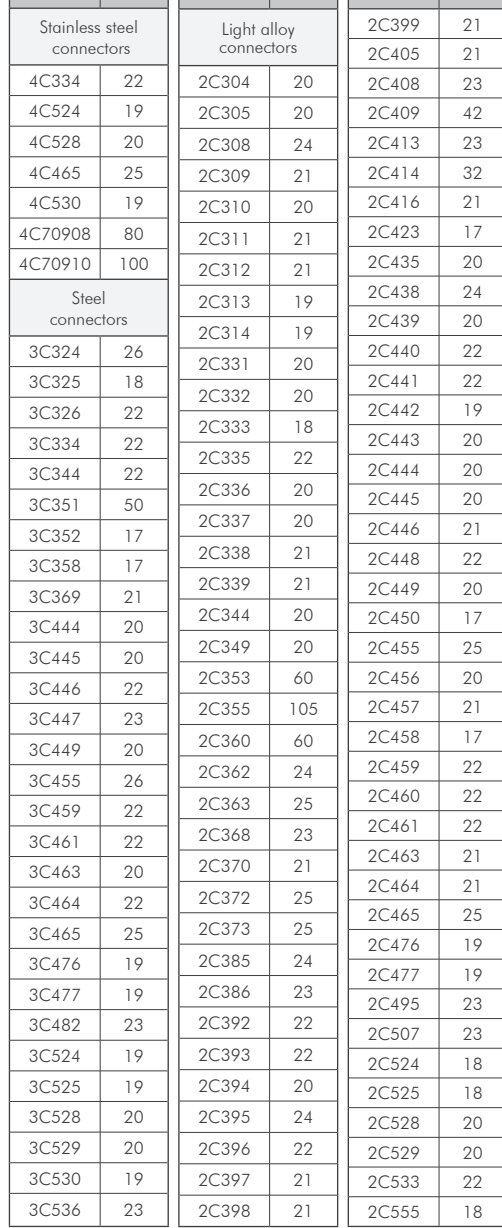 Stainless steel
connectors
4C334 22
4C524 19
4C528 20
4C465 25
4C530 19
4C70908 80
4C70910 100
Steel
connectors
3C324 26
3C325 18
3C326 22
3C334 22
3C344 22
3C351 50
3C352 17
3C358 17
3C369 21
3C444 20
3C445 20
3C446 22
3C447 23
3C449 20
3C455 26
3C459 22
3C461 22
3C463 20
3C464 22
3C465 25
3C476 19
3C477 19
3C482 23
3C524 19
3C525 19
3C528 20
3C529 20
3C530 19
3C536 23
Light alloy
connectors
2C304 20
2C305 20
2C308 24
2C309 21
2C310 20
2C311 21
2C312 21
2C313 19
2C314 19
2C331 20
2C332 20
2C333 18
2C335 22
2C336 20
2C337 20
2C338 21
2C339 21
2C344 20
2C349 20
2C353 60
2C355 105
2C360 60
2C362 24
2C363 25
2C368 23
2C370 21
2C372 25
2C373 25
2C385 24
2C386 23
2C392 22
2C393 22
2C394 20
2C395 24
2C396 22
2C397 21
2C398 21
2C399 21
2C405 21
2C408 23
2C409 42
2C413 23
2C414 32
2C416 21
2C423 17
2C435 20
2C438 24
2C439 20
2C440 22
2C441 22
2C442 19
2C443 20
2C444 20
2C445 20
2C446 21
2C448 22
2C449 20
2C450 17
2C455 25
2C456 20
2C457 21
2C458 17
2C459 22
2C460 22
2C461 22
2C463 21
2C464 21
2C465 25
2C476 19
2C477 19
2C495 23
2C507 23
2C524 18
2C525 18
2C528 20
2C529 20
2C533 22
2C555 18